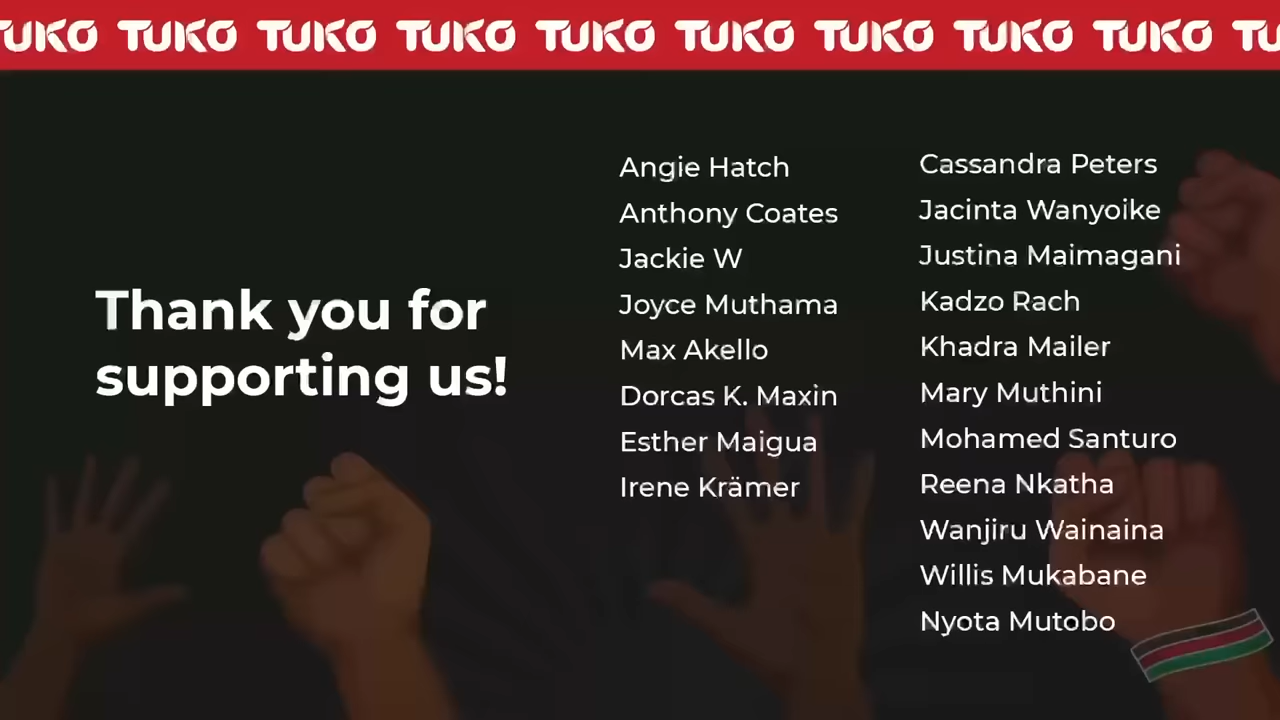 TUKO TUKO TUKO TUKO TUKO TUKO TUKO TUKO TUKO TU
Thank you for
supporting us!
Angie Hatch
Anthony Coates
Jackie W
Joyce Muthama
Max Akello
Dorcas K. Maxin
Esther Maigua
Irene Krämer
Cassandra Peters
Jacinta Wanyoike
Justina Maimagani
Kadzo Rach
Khadra Mailer
Mary Muthini
Mohamed Santuro
Reena Nkatha
Wanjiru Wainaina
Willis Mukabane
Nyota Mutobo